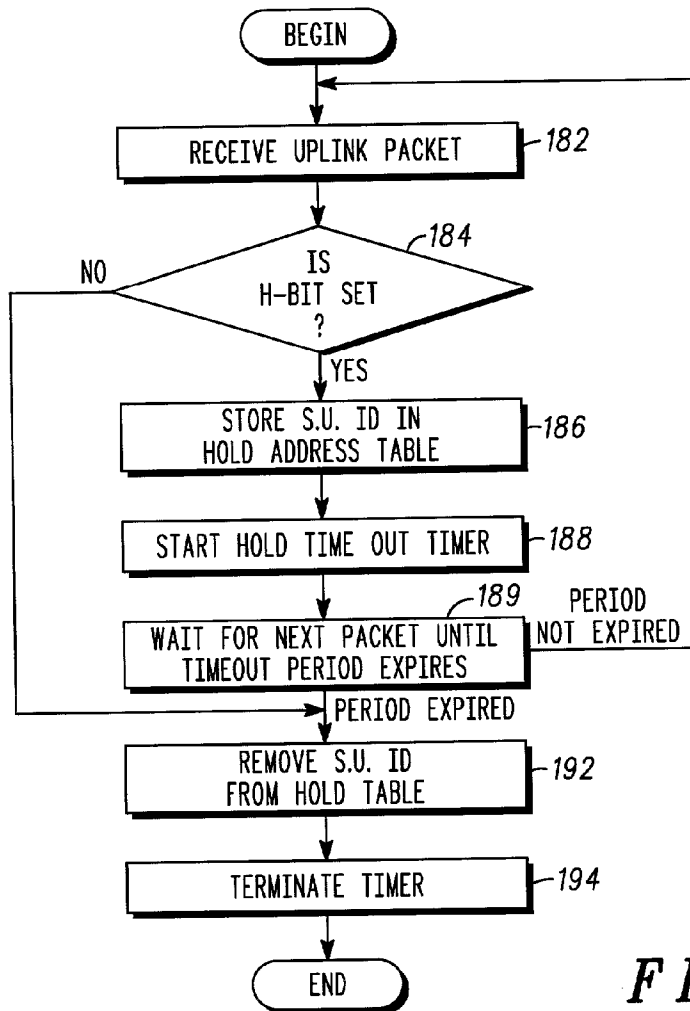 BEGIN
RECEIVE UPLINK PACKET
182
184
NO
IS
H-BIT SET
?
YES
STORE S.U. ID IN
HOLD ADDRESS TABLE
186
START HOLD TIME OUT TIMER
188
189
PERIOD
NOT EXPIRED
WAIT FOR NEXT PACKET UNTIL
TIMEOUT PERIOD EXPIRES
PERIOD EXPIRED
REMOVE S.U. ID
FROM HOLD TABLE
192
TERMINATE TIMER
194
END
F I